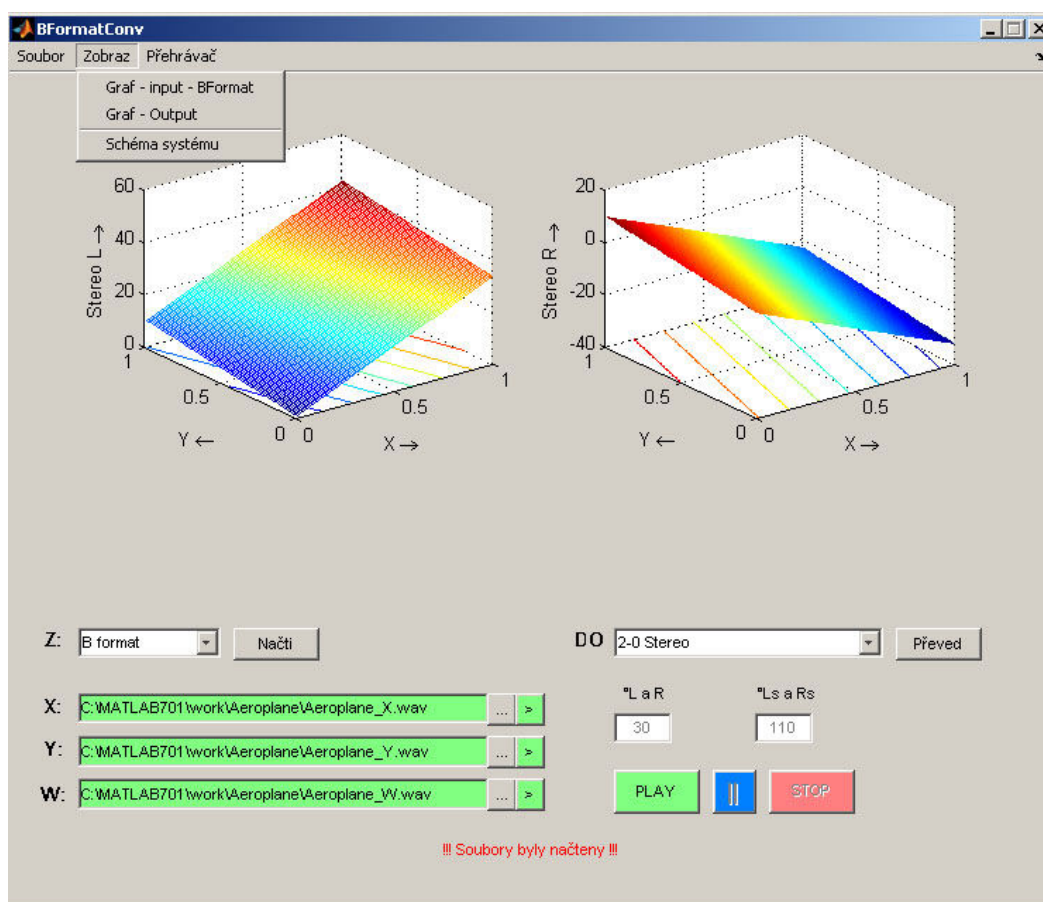 BFormatConv
Soubor Zobraz Přehrávač
Graf - input - BFormat
Graf - Output
Schéma systému
60
40
20
0
Stereo L →
1
0.5
0
Y ←
0
0.5
1
X →
20
0
-20
-40
Stereo R →
1
0.5
0
Y ←
0
0.5
1
X →
Z: B format Načti
DO 2-0 Stereo Převed
X: C:\MATLAB701\work\Aeroplane\Aeroplane_X.wav ... >
Y: C:\MATLAB701\work\Aeroplane\Aeroplane_Y.wav ... >
W: C:\MATLAB701\work\Aeroplane\Aeroplane_W.wav ... >
°L a R °Ls a Rs
30 110
PLAY || STOP
!!! Soubory byly načteny !!!